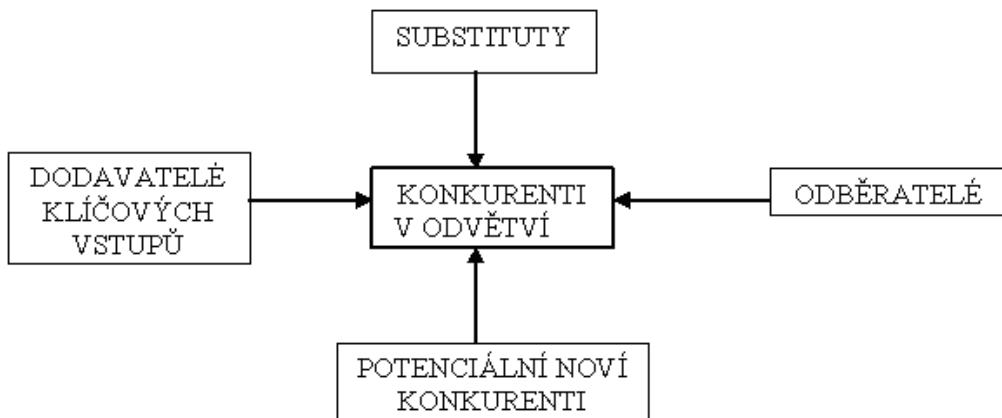 SUBSTITUTY
DODAVATELÉ
KLÍČOVÝCH
VSTUPŮ
KONKURENTI
V ODVĚTVÍ
ODBĚRATELÉ
POTENCIÁLNÍ NOVÍ
KONKURENTI